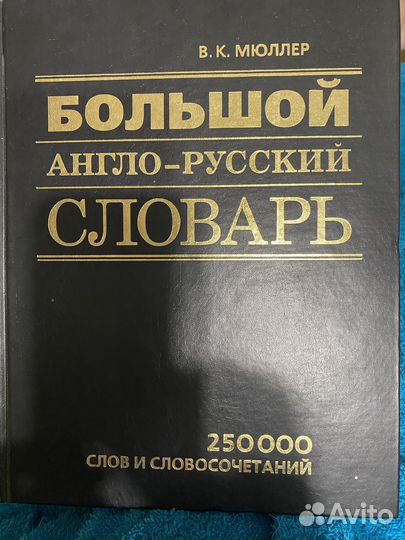 В. К. МЮЛЛЕР
БОЛЬШОЙ
АНГЛО-РУССКИЙ
СЛОВАРЬ
250 000
СЛОВ И СЛОВОСОЧЕТАНИЙ
Avito